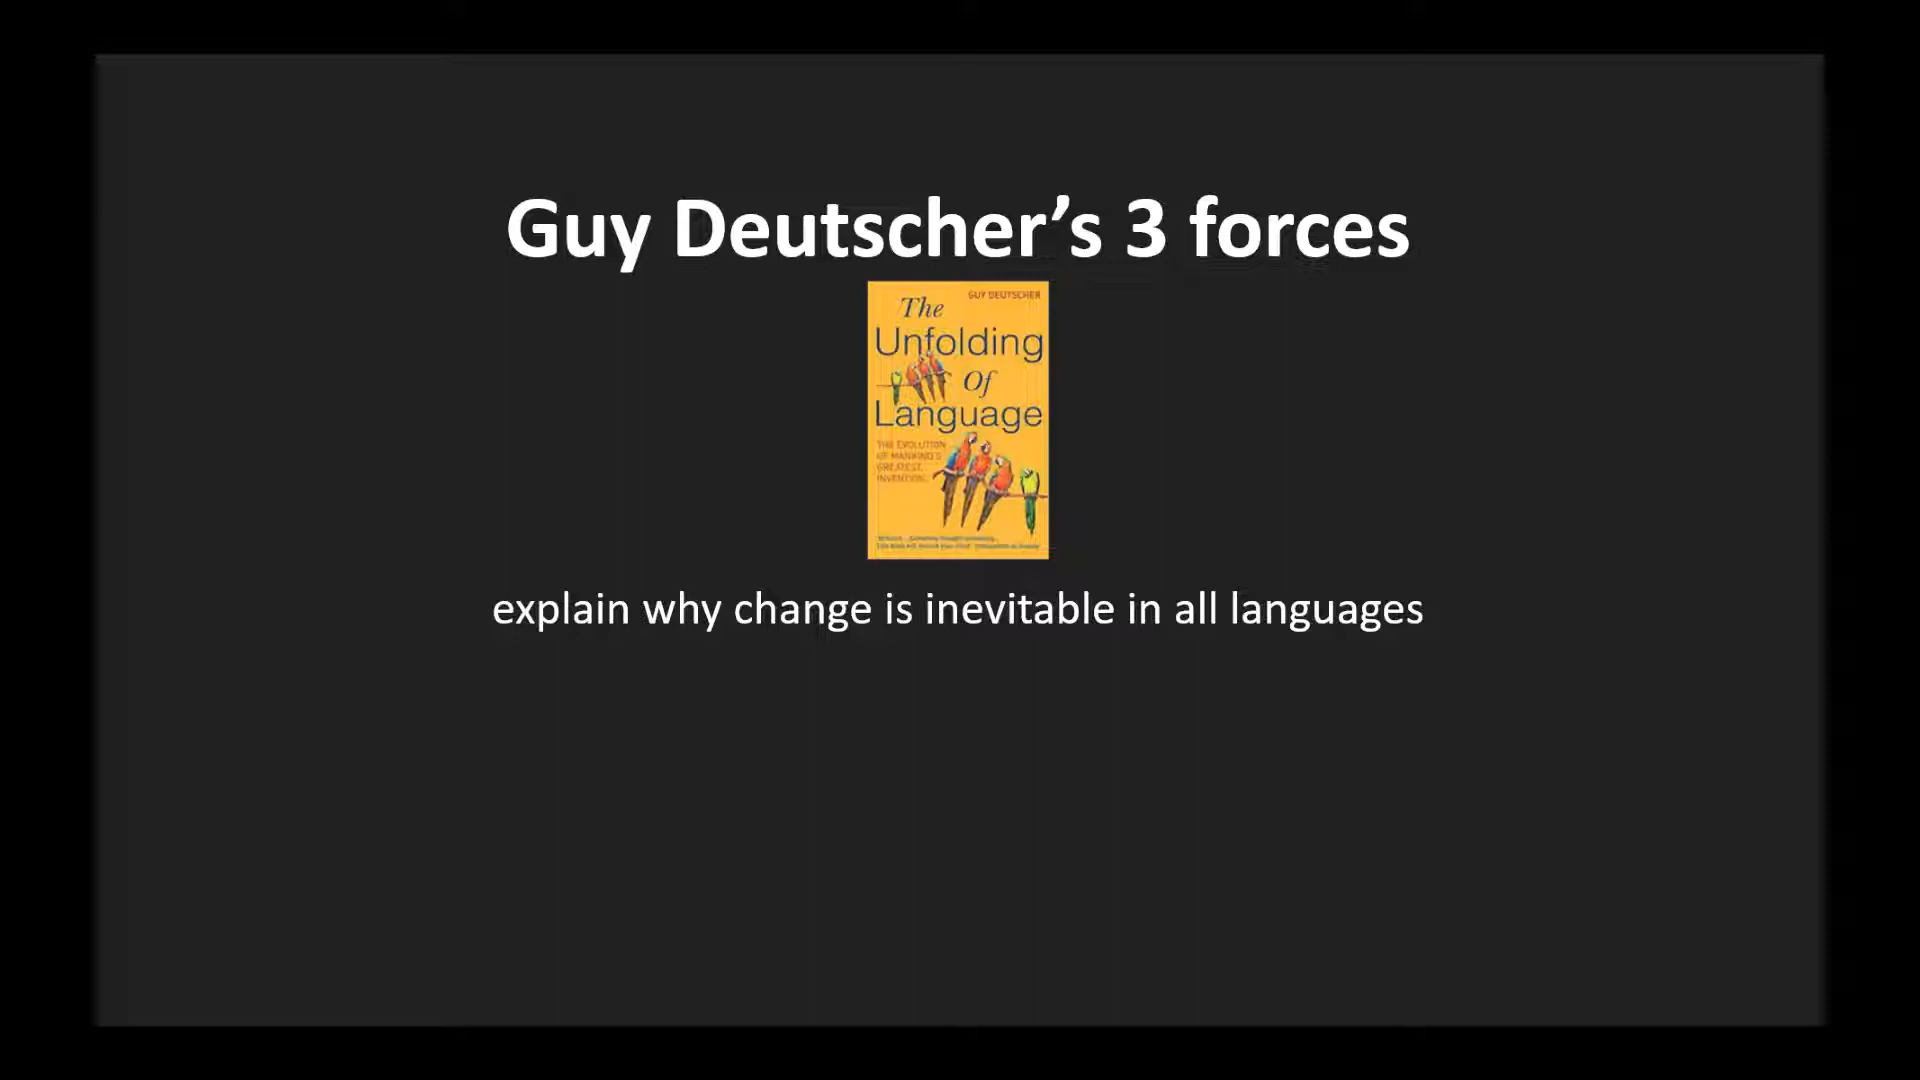 Guy Deutscher’s 3 forces
GUY DEUTSCHER
The
Unfolding
Of
Language
THE EVOLUTION
OF MANKIND'S
GREATEST
INVENTION
explain why change is inevitable in all languages